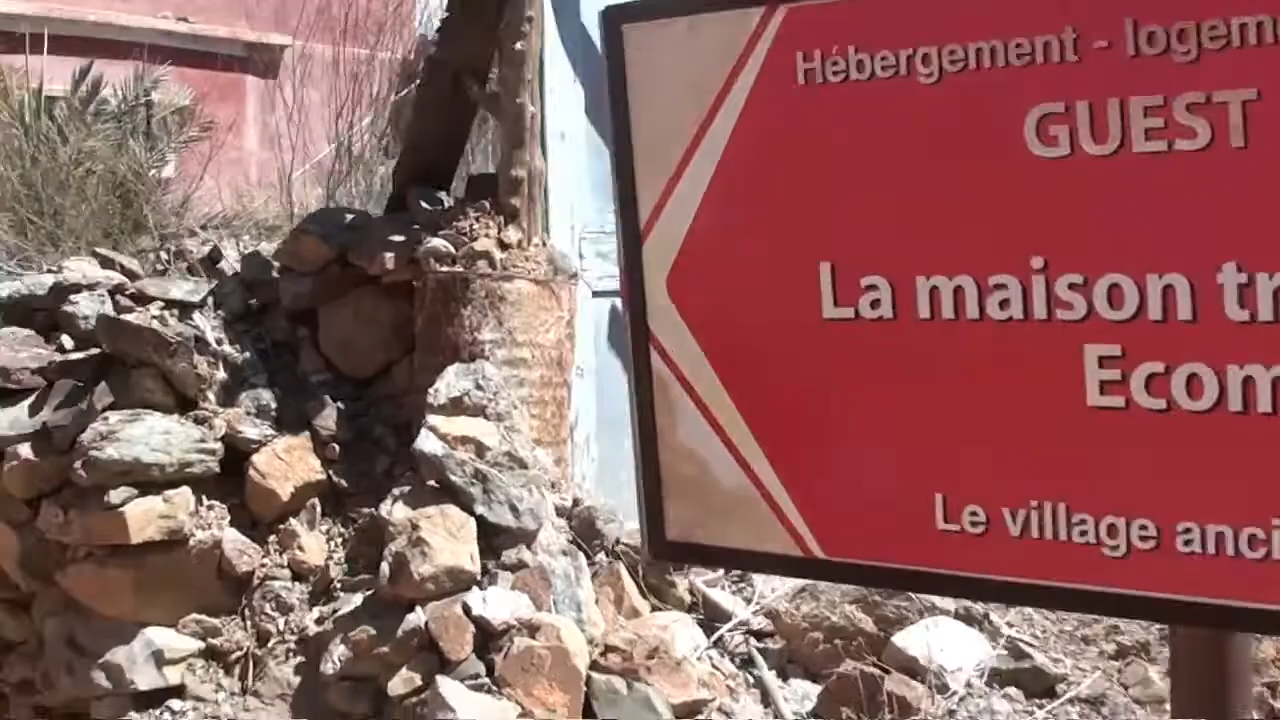 Hébergement - logem
GUEST
La maison tr
Ecom
Le village anci